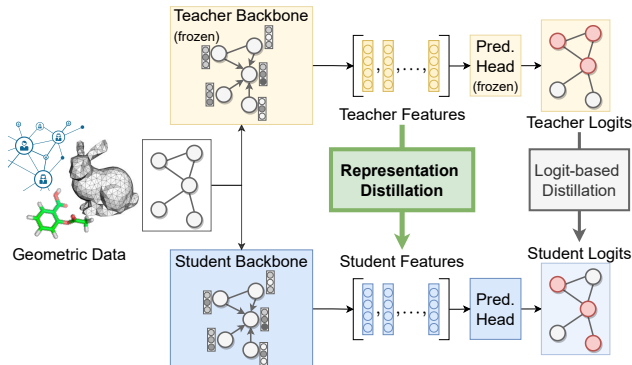 Teacher Backbone
(frozen)
[ , , . . . , ]
Pred.
Head
(frozen)
Teacher Features
Teacher Logits
Representation
Distillation
Logit-based
Distillation
Geometric Data
Student Backbone
Student Features
Student Logits
[ , , . . . , ]
Pred.
Head